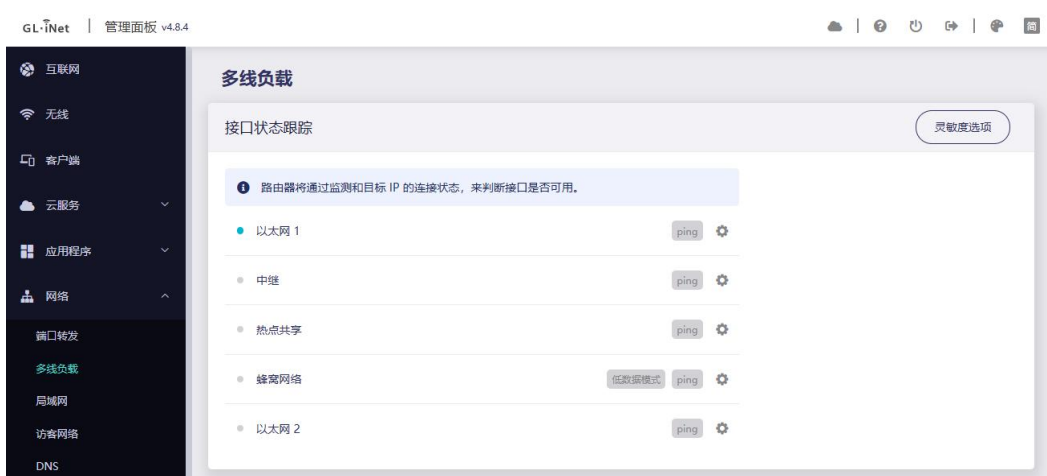 GL·iNet | 管理面板 v4.8.4
简
互联网
无线
客户端
云服务
应用程序
网络
端口转发
多线负载
局域网
访客网络
DNS
多线负载
接口状态跟踪
灵敏度选项
路由器将通过监测和目标 IP 的连接状态，来判断接口是否可用。
以太网 1 ping
中继 ping
热点共享 ping
蜂窝网络 低数据模式 ping
以太网 2 ping